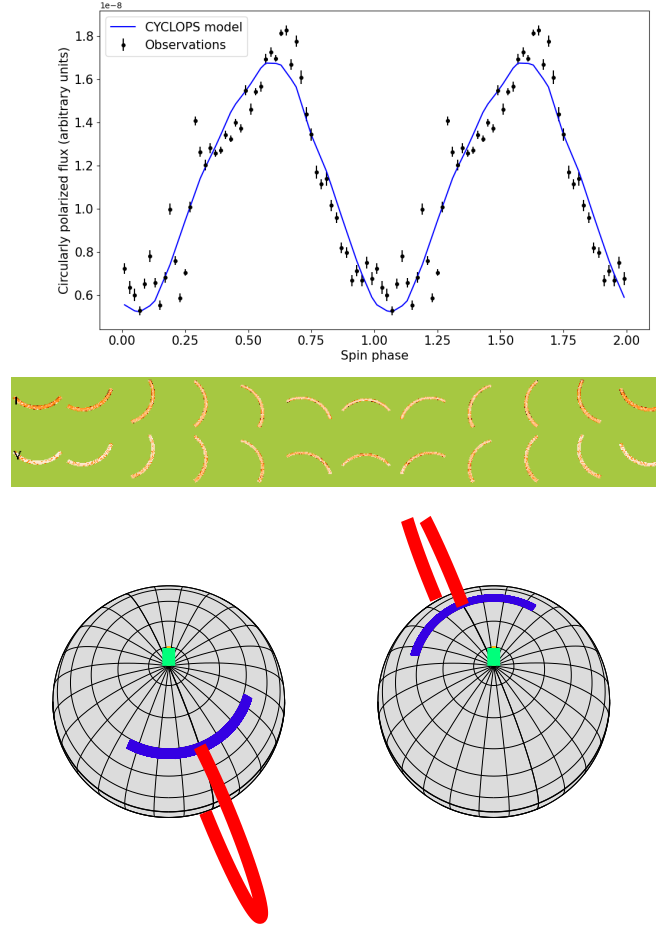 1e−8
CYCLOPS model
Observations
1.8
1.6
1.4
1.2
1.0
0.8
0.6
Circularly polarized flux (arbitrary units)
0.00 0.25 0.50 0.75 1.00 1.25 1.50 1.75 2.00
Spin phase
I
V